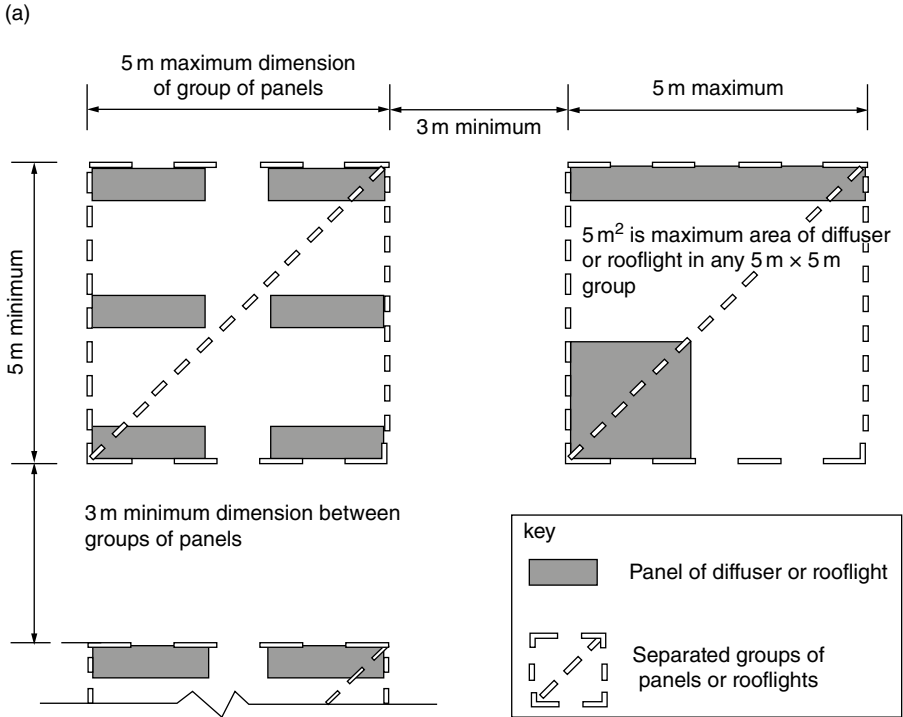 (a)
5 m maximum dimension
of group of panels
5 m maximum
3 m minimum
5 m minimum
5 m² is maximum area of diffuser
or rooflight in any 5 m × 5 m
group
3 m minimum dimension between
groups of panels
key
Panel of diffuser or rooflight
Separated groups of
panels or rooflights